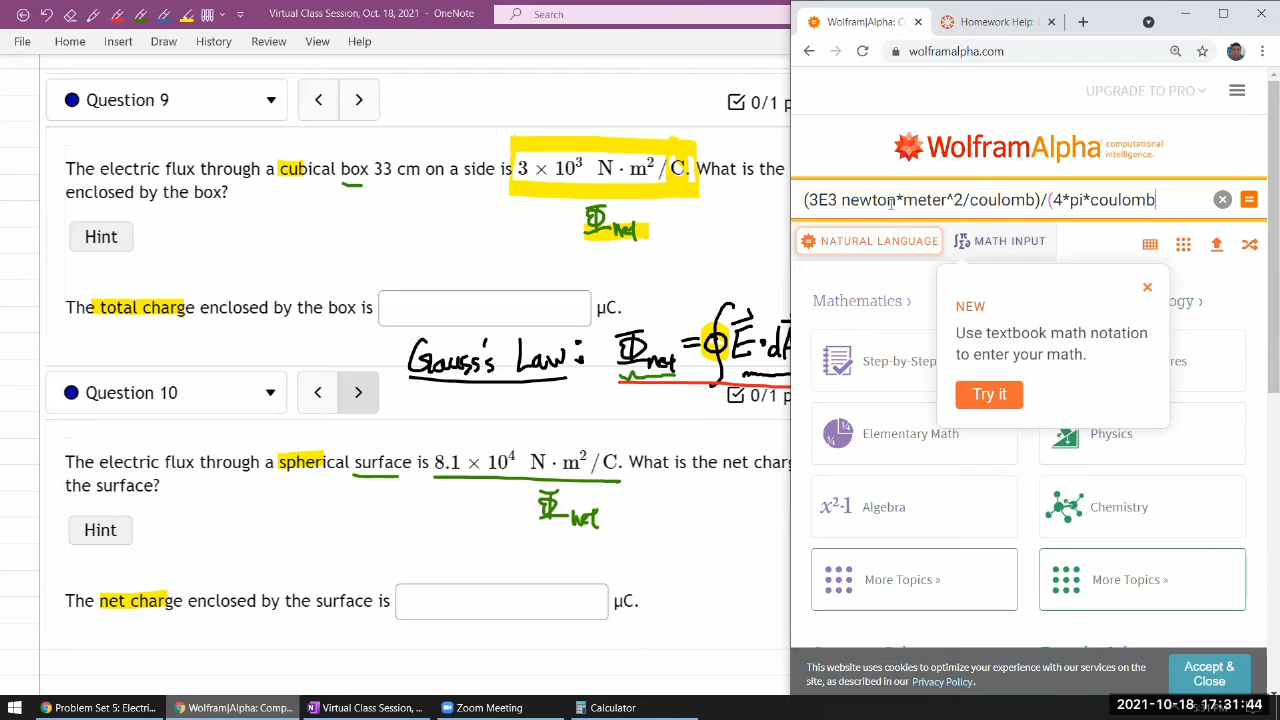 Virtual Class Session, Oct. 18, 2021 - OneNote
Search
File Home Insert Draw History Review View Help
Question 9
0/1 p
The electric flux through a cubical box 33 cm on a side is 3 × 10³ N · m² / C. What is the
enclosed by the box?
Φnet
Hint
The total charge enclosed by the box is μC.
Gauss's Law: Φnet = ∮ E · dA
Question 10
0/1 p
The electric flux through a spherical surface is 8.1 × 10⁴ N · m² / C. What is the net charg
the surface?
Φnet
Hint
The net charge enclosed by the surface is μC.
Wolfram|Alpha: C
Homework Help:
wolframalpha.com
UPGRADE TO PRO
WolframAlpha computational intelligence.
(3E3 newton*meter^2/coulomb)/(4*pi*coulomb
NATURAL LANGUAGE
MATH INPUT
Mathematics ›
ogy ›
NEW
Use textbook math notation
to enter your math.
Try it
Step-by-Step
res
Elementary Math
Physics
x²-1 Algebra
Chemistry
More Topics »
More Topics »
This website uses cookies to optimize your experience with our services on the
site, as described in our Privacy Policy.
Accept &
Close
Problem Set 5: Electri...
Wolfram|Alpha: Comp...
Virtual Class Session, ...
Zoom Meeting
Calculator
2021-10-18 17:31:44